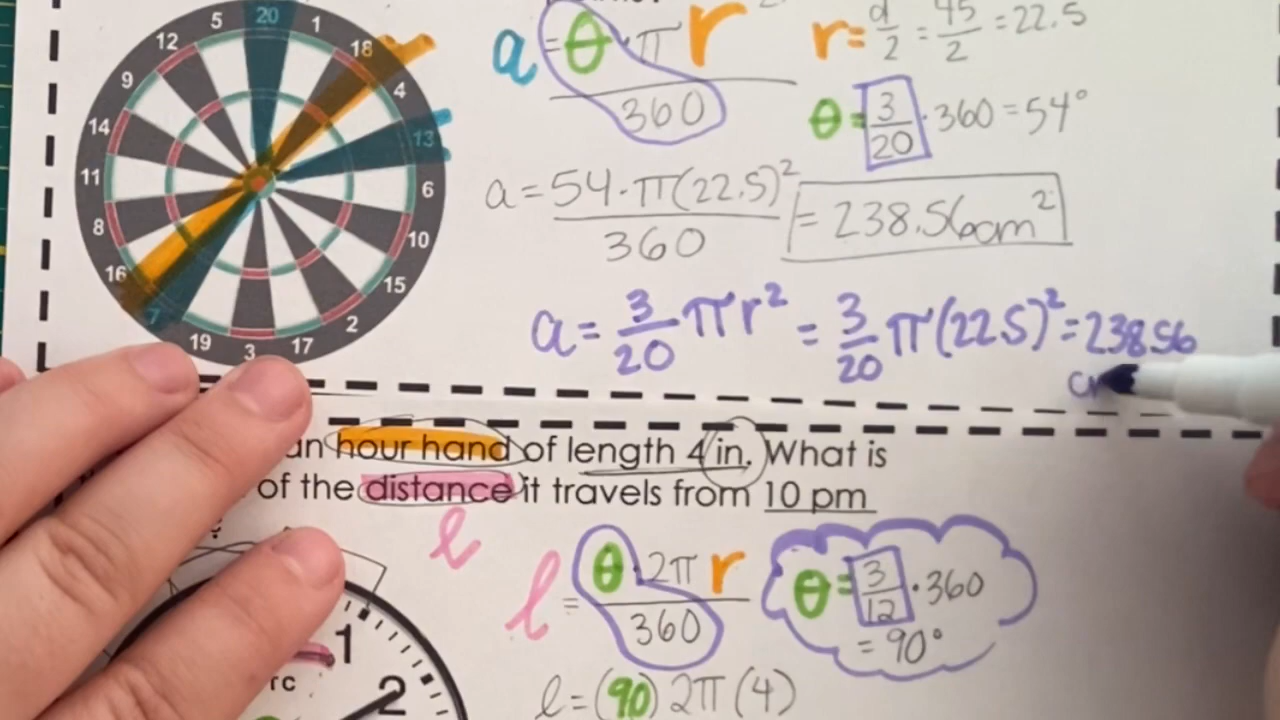 20
5 1
12 18
9 4
14 13
11 6
8 10
16 15
7 2
19 3 17
a = θ · π r / 360
r = d/2 = 45/2 = 22.5
θ = 3/20 · 360 = 54°
a = 54 · π(22.5)² / 360 = 238.56cm²
a = 3/20 πr² = 3/20 π(22.5)² = 238.56
hour hand of length 4 in. What is
of the distance it travels from 10 pm
l
l = θ · 2π r / 360
θ = 3/12 · 360
= 90°
l = (90) 2π (4)
1
rc
2